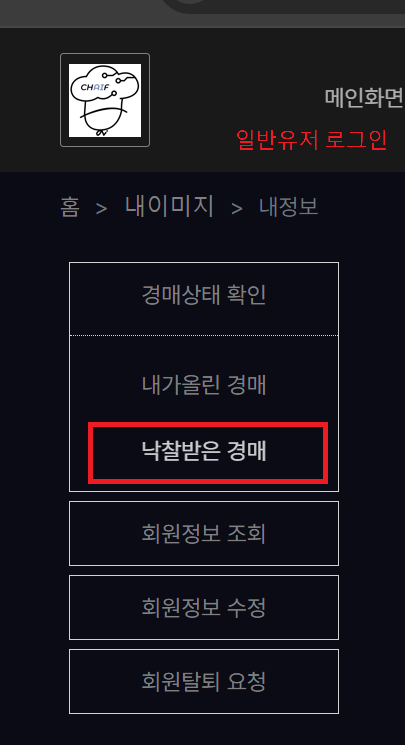 CHAIF
메인화면
일반유저 로그인
홈 > 내이미지 > 내정보
경매상태 확인
내가올린 경매
낙찰받은 경매
회원정보 조회
회원정보 수정
회원탈퇴 요청